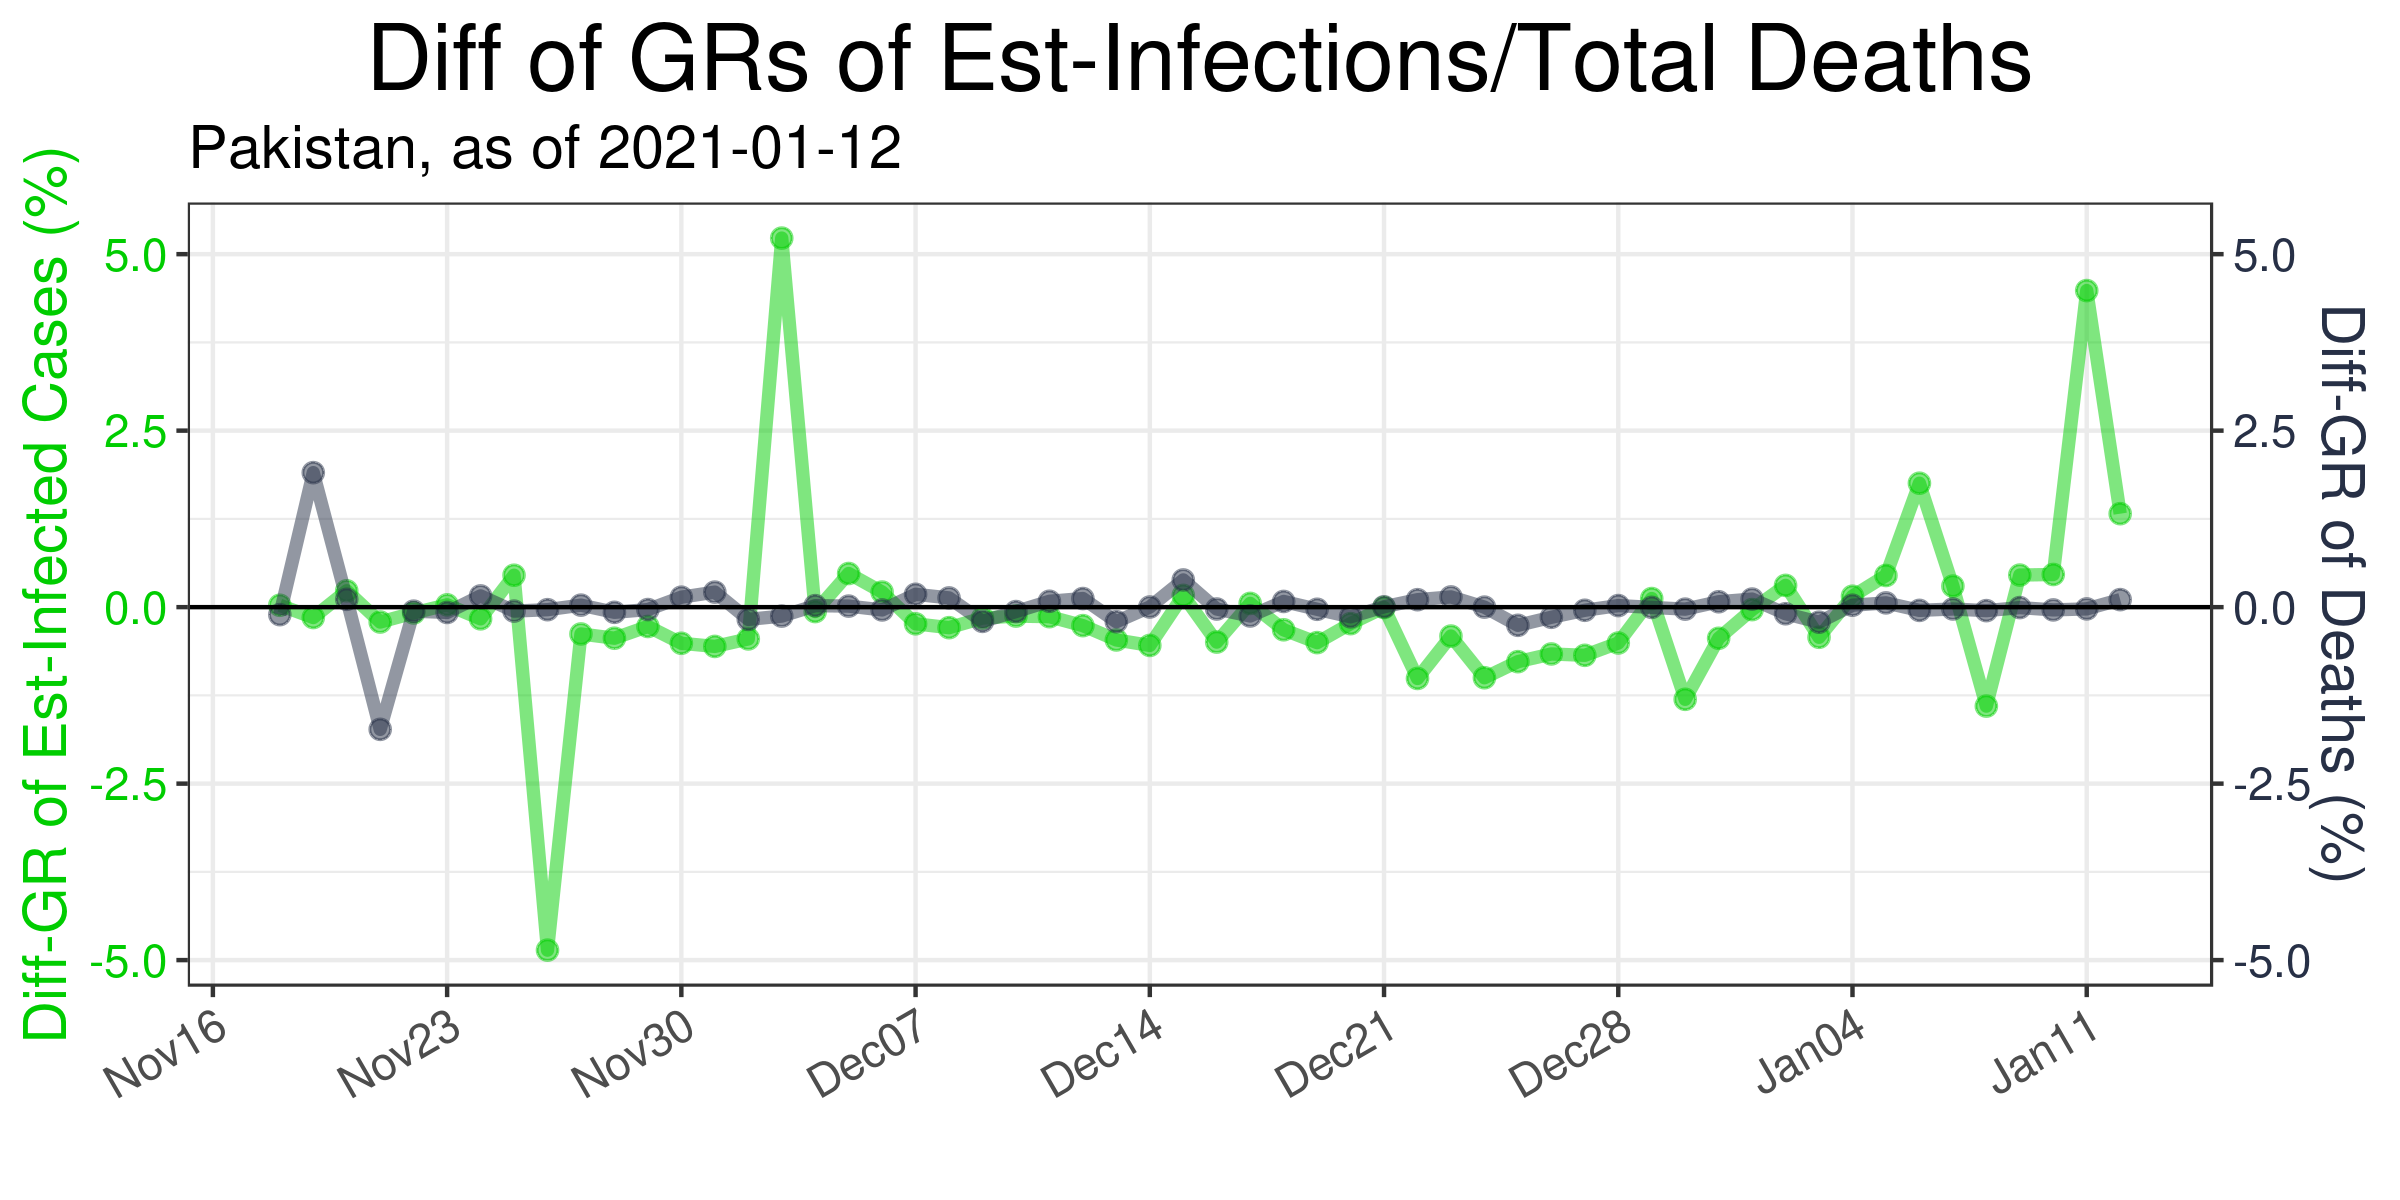 Diff of GRs of Est-Infections/Total Deaths
Pakistan, as of 2021-01-12
Diff-GR of Est-Infected Cases (%)
5.0
2.5
0.0
-2.5
-5.0
5.0
2.5
0.0
-2.5
-5.0
Diff-GR of Deaths (%)
Nov16
Nov23
Nov30
Dec07
Dec14
Dec21
Dec28
Jan04
Jan11